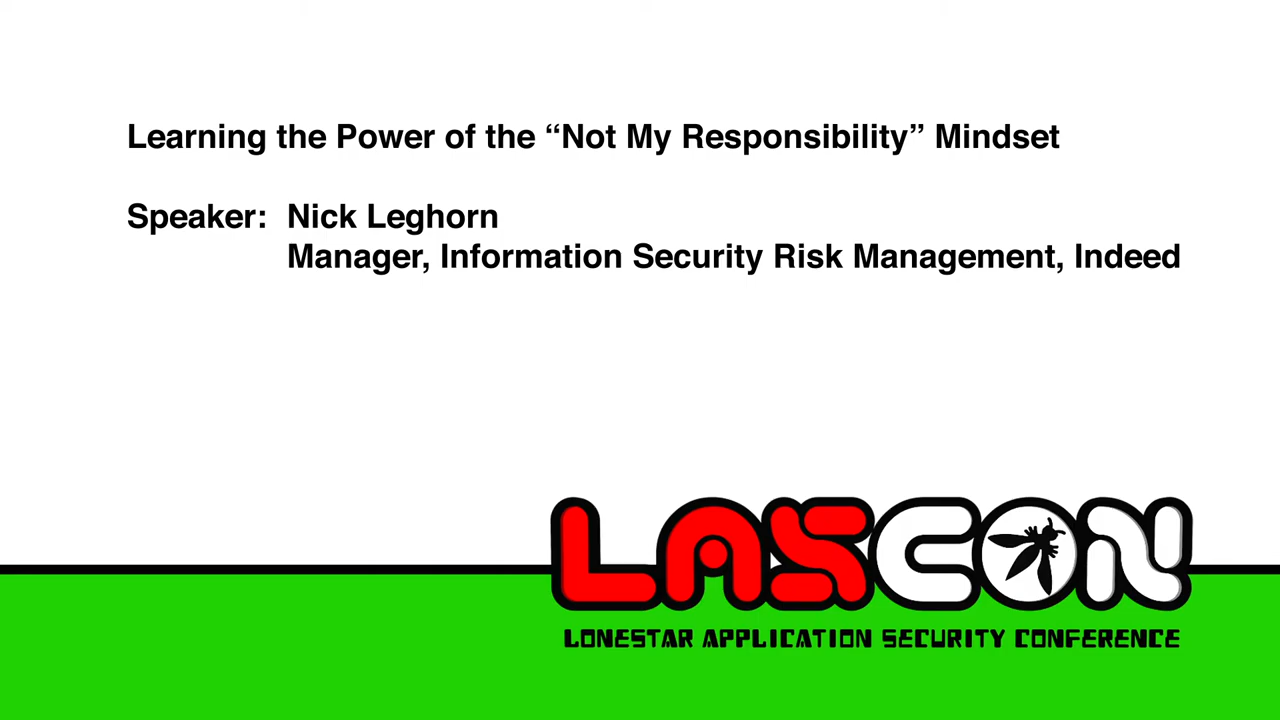 Learning the Power of the “Not My Responsibility” Mindset
Speaker: Nick Leghorn
Manager, Information Security Risk Management, Indeed
LASCON
LONESTAR APPLICATION SECURITY CONFERENCE